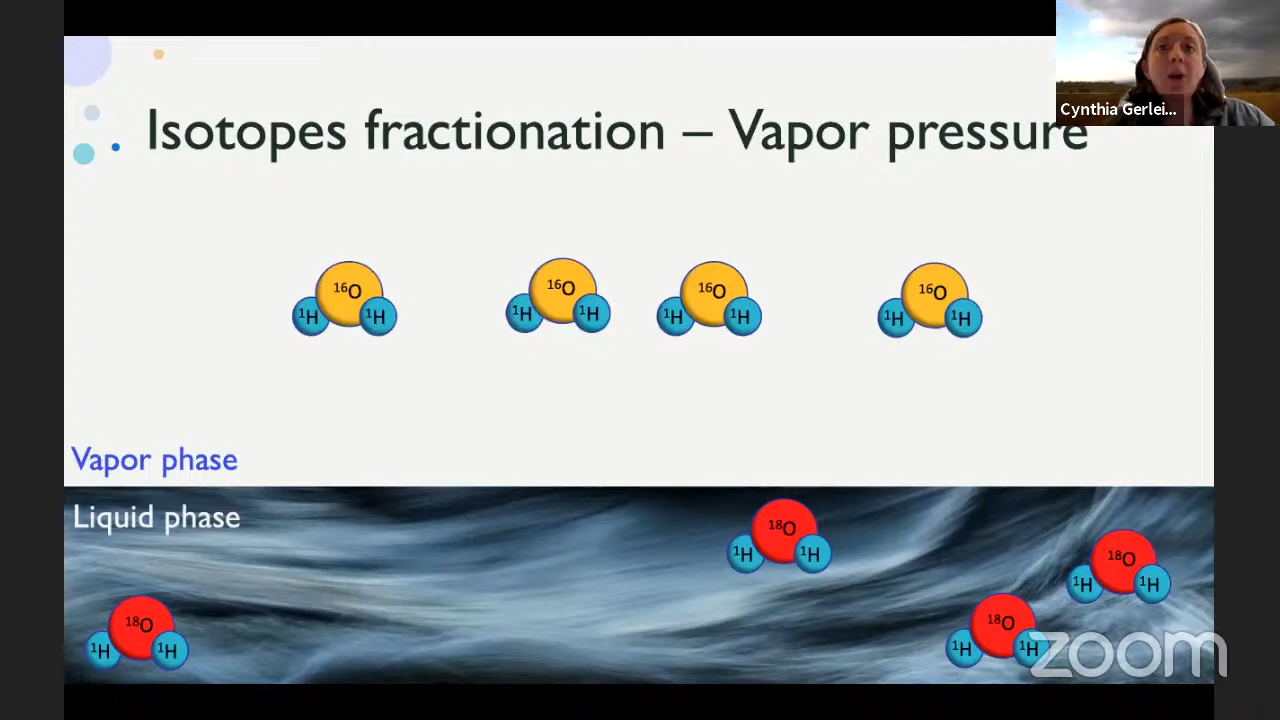 Cynthia Gerlei...
Isotopes fractionation – Vapor pressure
¹⁶O ¹⁶O ¹⁶O ¹⁶O
¹H ¹H ¹H ¹H ¹H ¹H ¹H ¹H
Vapor phase
Liquid phase
¹⁸O
¹H ¹H
¹⁸O
¹H ¹H
¹⁸O ¹⁸O
¹H ¹H ¹H ¹H
zoom